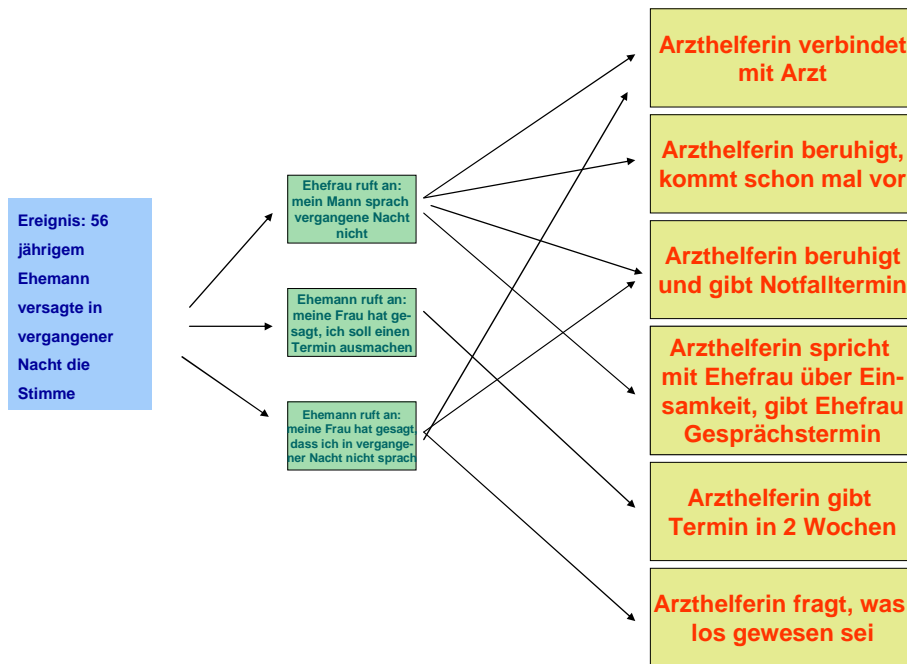 Ereignis: 56
jährigem
Ehemann
versagte in
vergangener
Nacht die
Stimme
Ehefrau ruft an:
mein Mann sprach
vergangene Nacht
nicht
Ehemann ruft an:
meine Frau hat ge-
sagt, ich soll einen
Termin ausmachen
Ehemann ruft an:
meine Frau hat gesagt,
dass ich in vergange-
ner Nacht nicht sprach
Arzthelferin verbindet
mit Arzt
Arzthelferin beruhigt,
kommt schon mal vor
Arzthelferin beruhigt
und gibt Notfalltermin
Arzthelferin spricht
mit Ehefrau über Ein-
samkeit, gibt Ehefrau
Gesprächstermin
Arzthelferin gibt
Termin in 2 Wochen
Arzthelferin fragt, was
los gewesen sei